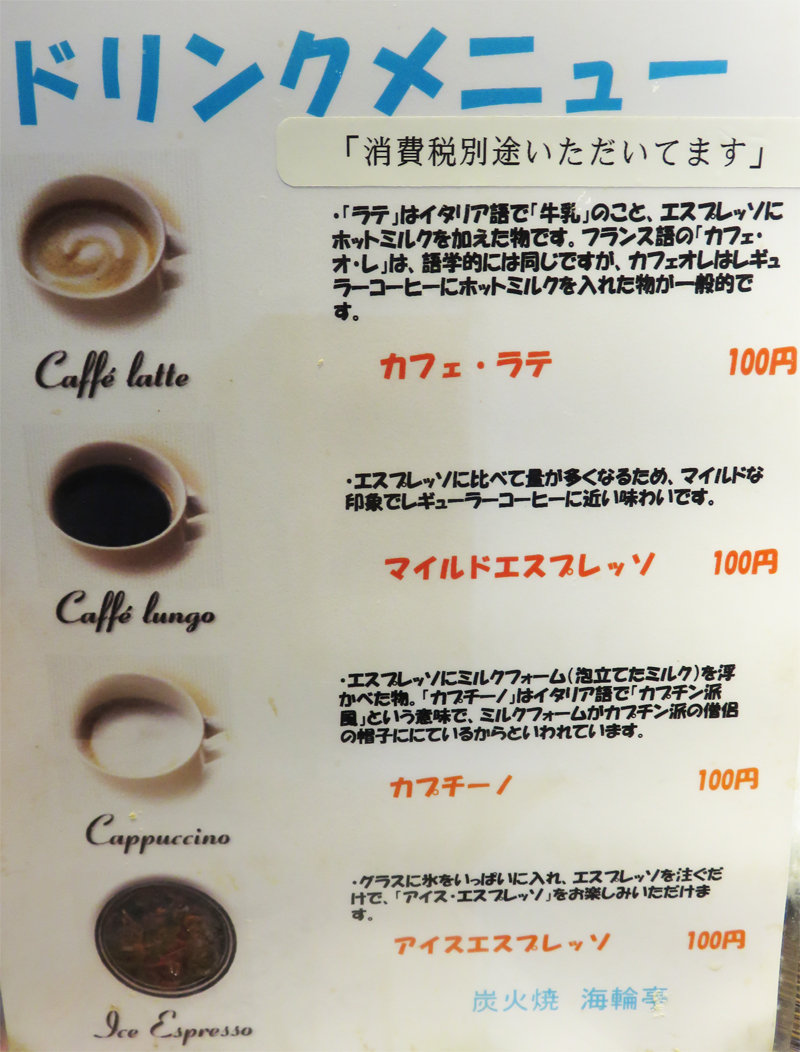 ドリンクメニュー
「消費税別途いただいてます」
・「ラテ」はイタリア語で「牛乳」のこと、エスプレッソに
ホットミルクを加えた物です。フランス語の「カフェ・
オ・レ」は、語学的には同じですが、カフェオレはレギュ
ラーコーヒーにホットミルクを入れた物が一般的で
す。
Caffé latte
カフェ・ラテ 100円
・エスプレッソに比べて量が多くなるため、マイルドな
印象でレギューラーコーヒーに近い味わいです。
マイルドエスプレッソ 100円
Caffé lungo
・エスプレッソにミルクフォーム(泡立てたミルク)を浮
かべた物。「カプチーノ」はイタリア語で「カプチン派
風」という意味で、ミルクフォームがカプチン派の僧侶
の帽子ににているからといわれています。
カプチーノ 100円
Cappuccino
・グラスに氷をいっぱいに入れ、エスプレッソを注ぐだ
けで、「アイス・エスプレッソ」をお楽しみいただけま
す。
アイスエスプレッソ 100円
炭火焼 海輪亭
Ice Espresso